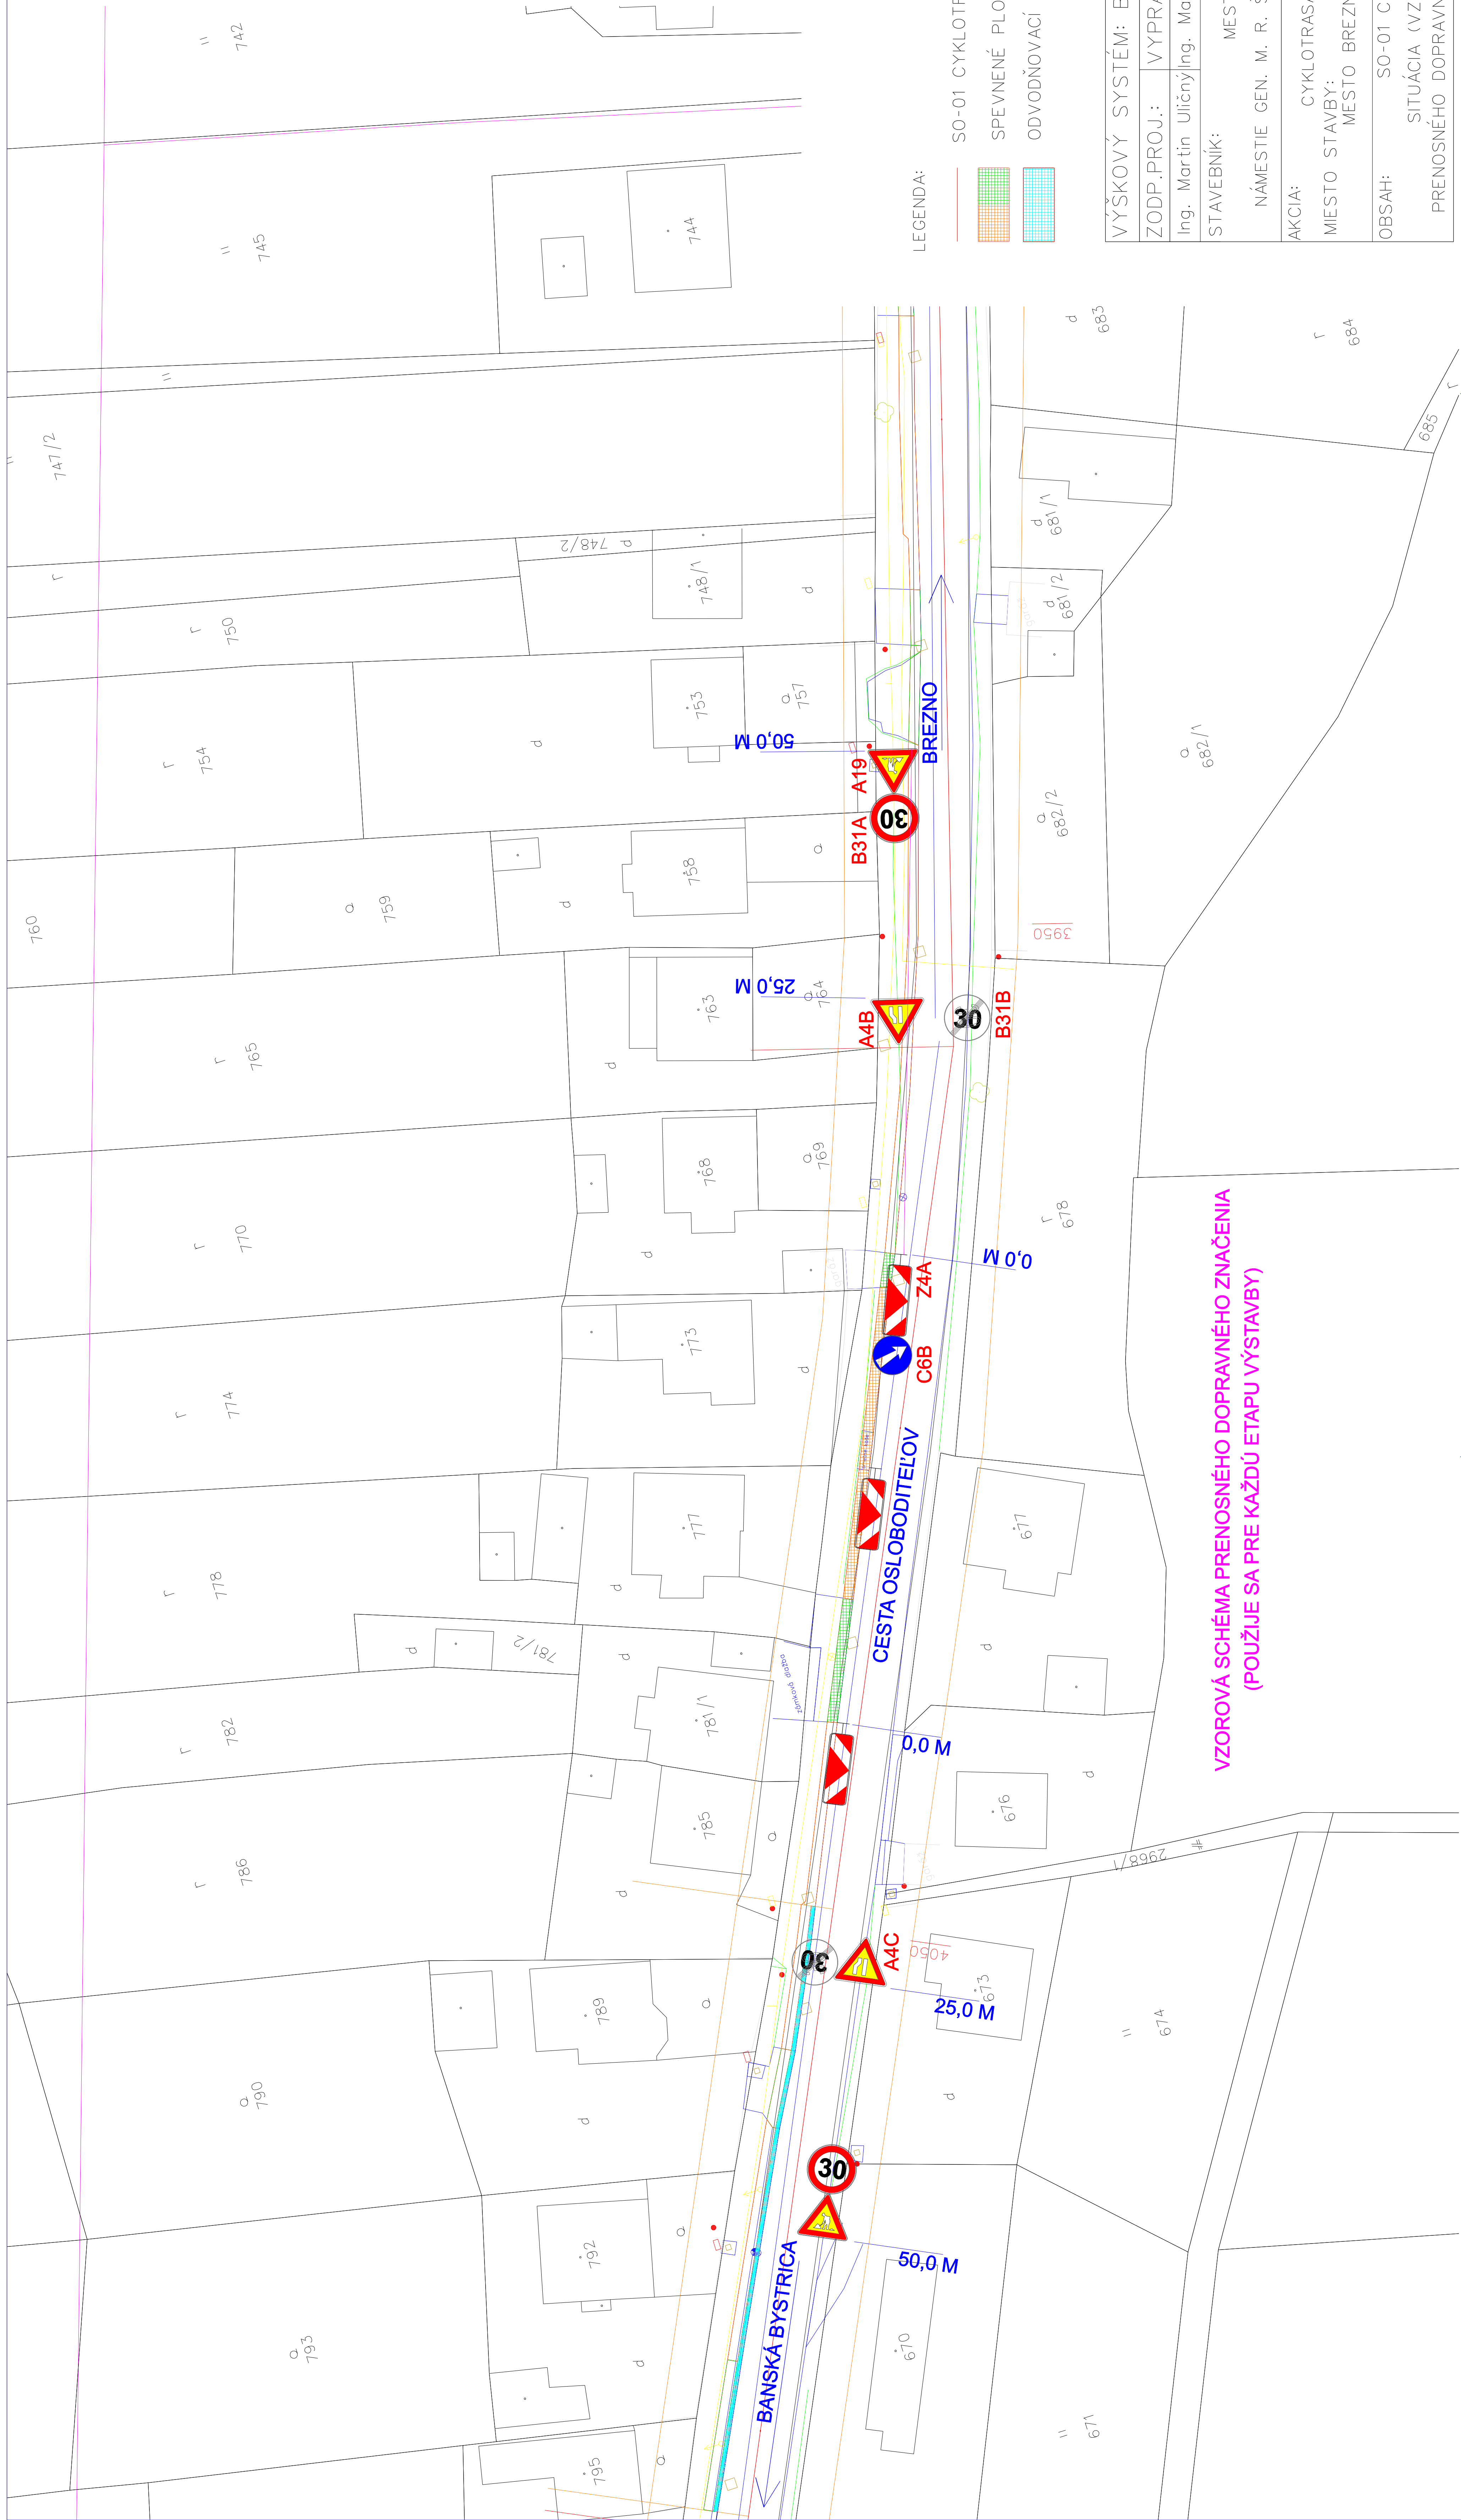 742
745
744
747/2
748/2
748/1
750
753
757
754
50,0 M
A19
B31A
30
BREZNO
760
759
758
763
764
765
25,0 M
A4B
30
B31B
3950
768
769
770
773
774
0,0 M
Z4A
C6B
CESTA OSLOBODITEĽOV
777
778
781/2
781/1
782
zámková dlažba
0,0 M
785
786
30
A4C
4050
25,0 M
789
790
30
50,0 M
792
793
BANSKÁ BYSTRICA
795
683
684
685
681/1
681/2
682/1
682/2
678
677
676
2968/1
673
674
670
671
VZOROVÁ SCHÉMA PRENOSNÉHO DOPRAVNÉHO ZNAČENIA
(POUŽIJE SA PRE KAŽDÚ ETAPU VÝSTAVBY)
LEGENDA:
SO-01 CYKLOTR
SPEVNENÉ PLO
ODVODŇOVACÍ
VÝŠKOVÝ SYSTÉM: B
ZODP.PROJ.: VYPRA
Ing. Martin Uličný Ing. Ma
STAVEBNÍK:
MEST
NÁMESTIE GEN. M. R. Š
AKCIA:
CYKLOTRASA
MIESTO STAVBY:
MESTO BREZN
OBSAH: SO-01 C
SITUÁCIA (VZ
PRENOSNÉHO DOPRAVN